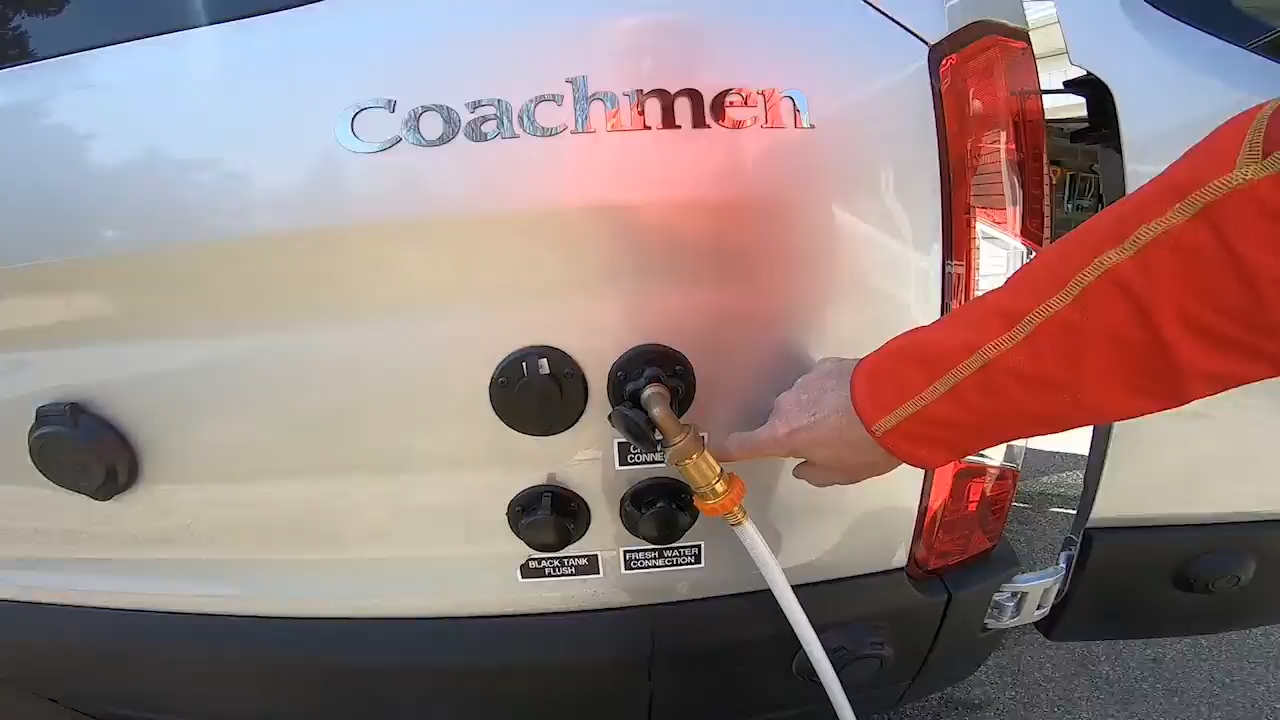 Coachmen
BLACK TANK
FLUSH
FRESH WATER
CONNECTION